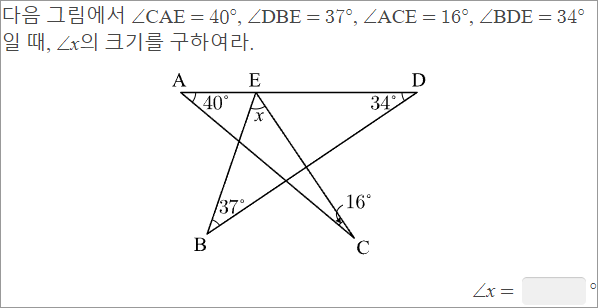 다음 그림에서 ∠CAE = 40°, ∠DBE = 37°, ∠ACE = 16°, ∠BDE = 34°
일 때, ∠x의 크기를 구하여라.
A E D
40° 34°
x
37° 16°
B C
∠x = °